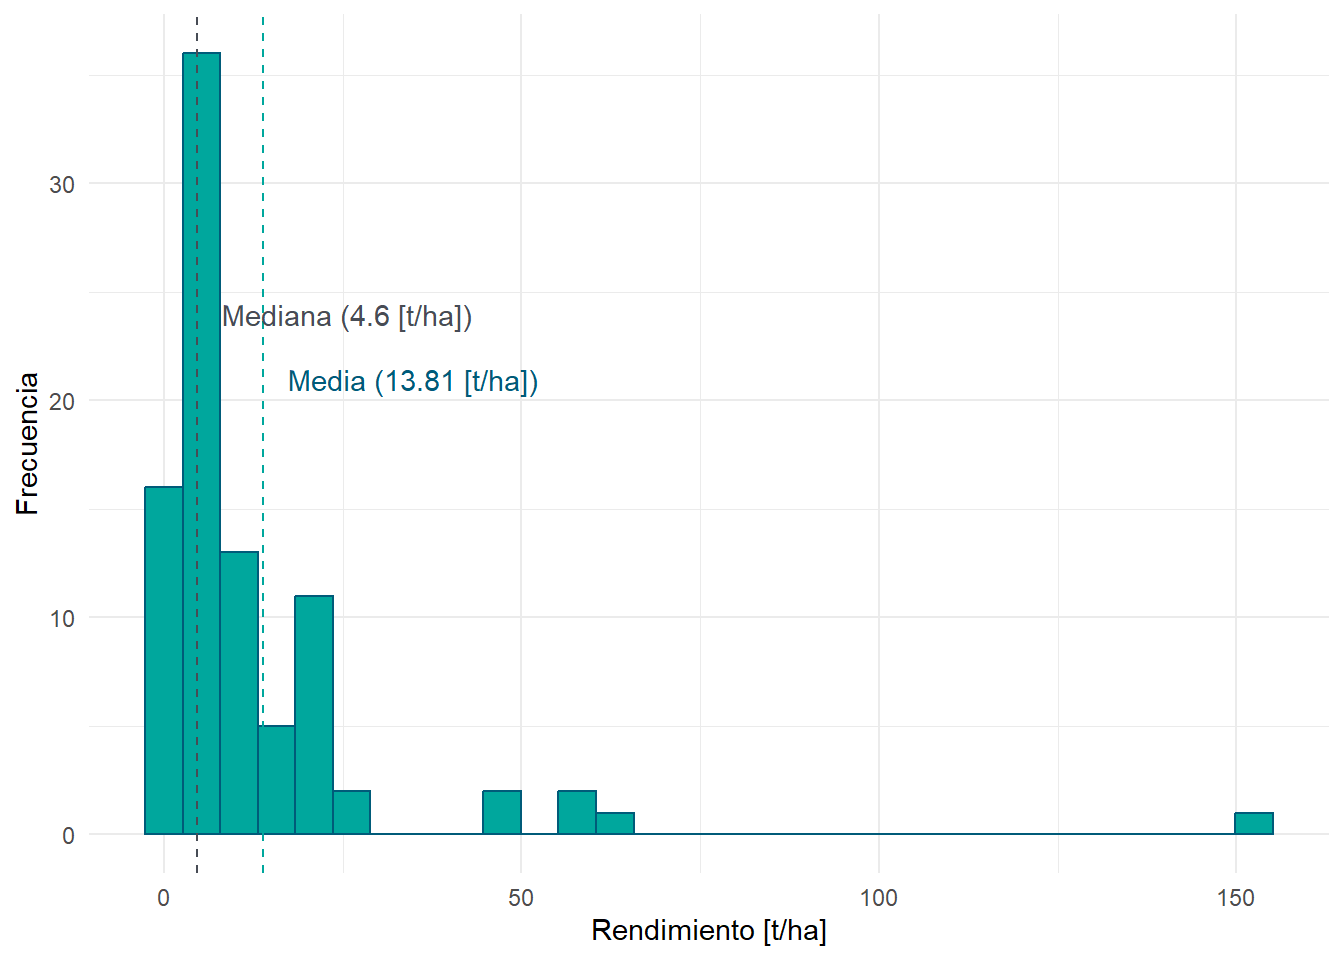 30
20
10
0
Frecuencia
Mediana (4.6 [t/ha])
Media (13.81 [t/ha])
0
50
100
150
Rendimiento [t/ha]